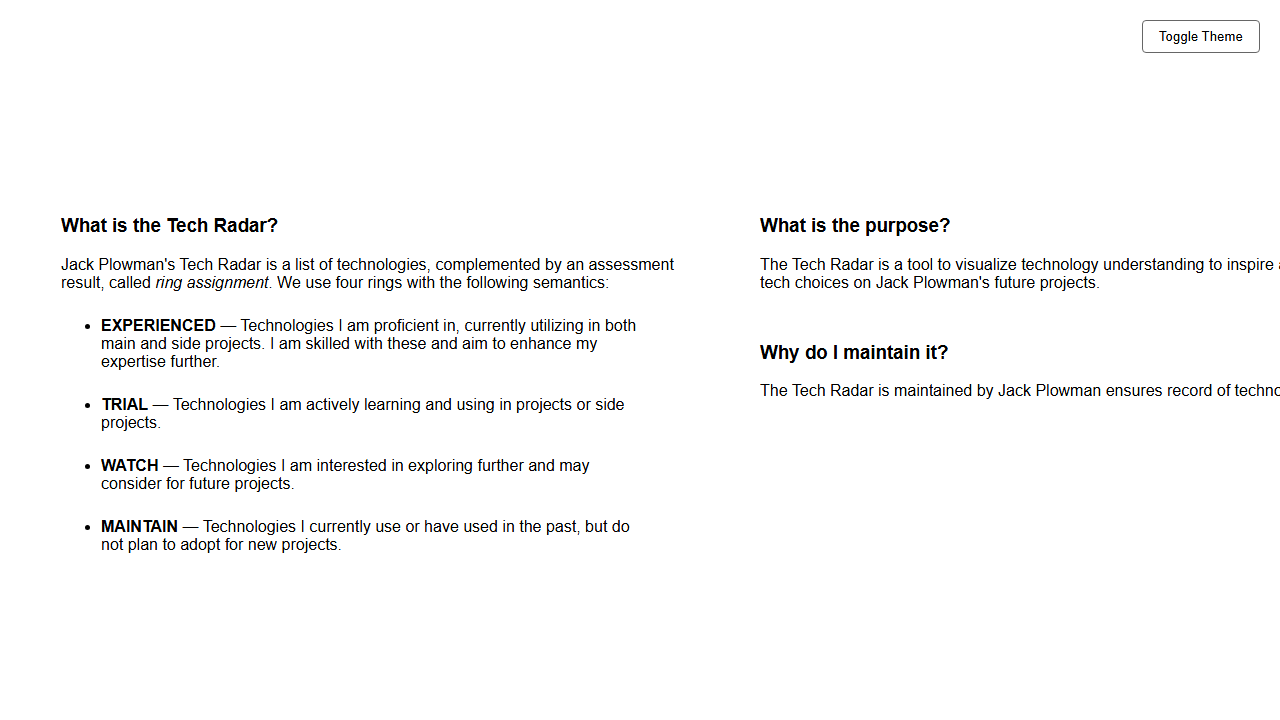 Toggle Theme
What is the Tech Radar?
Jack Plowman's Tech Radar is a list of technologies, complemented by an assessment
result, called ring assignment. We use four rings with the following semantics:
• EXPERIENCED — Technologies I am proficient in, currently utilizing in both
main and side projects. I am skilled with these and aim to enhance my
expertise further.
• TRIAL — Technologies I am actively learning and using in projects or side
projects.
• WATCH — Technologies I am interested in exploring further and may
consider for future projects.
• MAINTAIN — Technologies I currently use or have used in the past, but do
not plan to adopt for new projects.
What is the purpose?
The Tech Radar is a tool to visualize technology understanding to inspire
tech choices on Jack Plowman's future projects.
Why do I maintain it?
The Tech Radar is maintained by Jack Plowman ensures record of